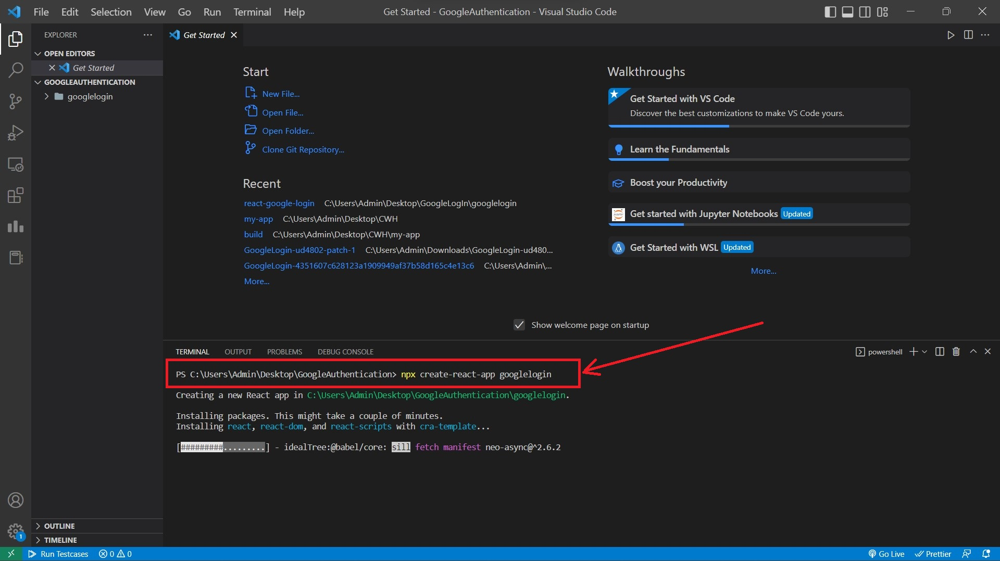 File Edit Selection View Go Run Terminal Help
Get Started - GoogleAuthentication - Visual Studio Code
EXPLORER
OPEN EDITORS
Get Started
GOOGLEAUTHENTICATION
googlelogin
OUTLINE
TIMELINE
Get Started
Start
New File...
Open File...
Open Folder...
Clone Git Repository...
Recent
react-google-login C:\Users\Admin\Desktop\GoogleLogIn\googlelogin
my-app C:\Users\Admin\Desktop\CWH
build C:\Users\Admin\Desktop\CWH\my-app
GoogleLogin-ud4802-patch-1 C:\Users\Admin\Downloads\GoogleLogin-ud480...
GoogleLogin-4351607c628123a1909949af37b58d165c4e13c6 C:\Users\Admin\...
More...
Walkthroughs
Get Started with VS Code
Discover the best customizations to make VS Code yours.
Learn the Fundamentals
Boost your Productivity
jupyter
Get started with Jupyter Notebooks Updated
Get Started with WSL Updated
More...
Show welcome page on startup
TERMINAL OUTPUT PROBLEMS DEBUG CONSOLE
powershell
PS C:\Users\Admin\Desktop\GoogleAuthentication> npx create-react-app googlelogin
Creating a new React app in C:\Users\Admin\Desktop\GoogleAuthentication\googlelogin.
Installing packages. This might take a couple of minutes.
Installing react, react-dom, and react-scripts with cra-template...
[#########.........] - idealTree:@babel/core: sill fetch manifest neo-async@^2.6.2
1
Run Testcases 0 0
Go Live Prettier